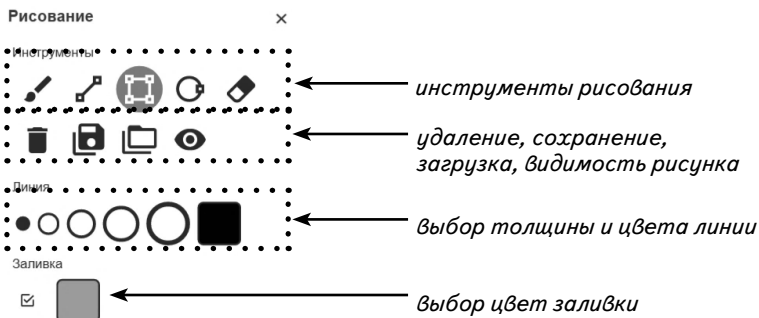 Рисование
Инструменты
инструменты рисования
удаление, сохранение,
загрузка, видимость рисунка
Линия
выбор толщины и цвета линии
Заливка
выбор цвет заливки